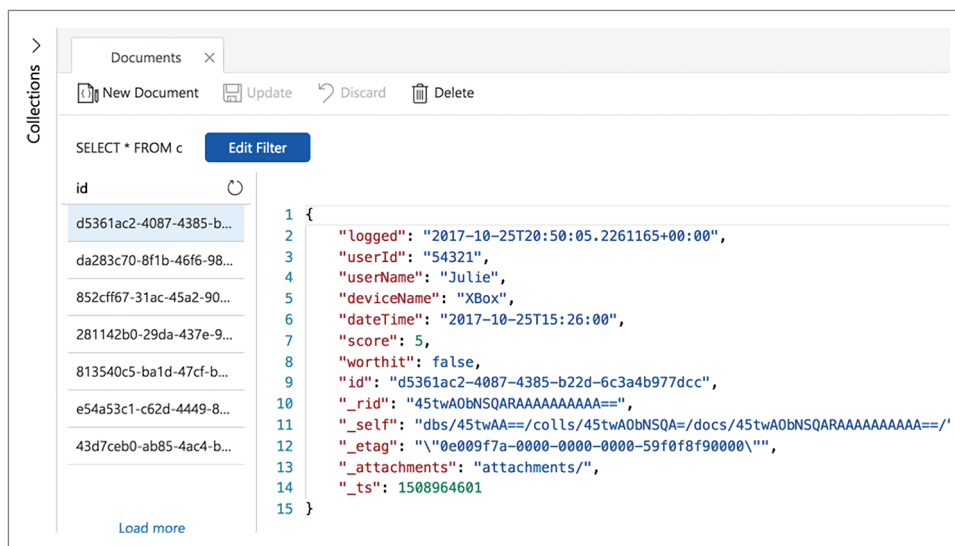 Collections
Documents
New Document Update Discard Delete
SELECT * FROM c Edit Filter
id
d5361ac2-4087-4385-b...
da283c70-8f1b-46f6-98...
852cff67-31ac-45a2-90...
281142b0-29da-437e-9...
813540c5-ba1d-47cf-b...
e54a53c1-c62d-4449-8...
43d7ceb0-ab85-4ac4-b...
Load more
1 {
2 "logged": "2017-10-25T20:50:05.2261165+00:00",
3 "userId": "54321",
4 "userName": "Julie",
5 "deviceName": "XBox",
6 "dateTime": "2017-10-25T15:26:00",
7 "score": 5,
8 "worthit": false,
9 "id": "d5361ac2-4087-4385-b22d-6c3a4b977dcc",
10 "_rid": "45twAObNSQARAAAAAAAAAA==",
11 "_self": "dbs/45twAA==/colls/45twAObNSQA=/docs/45twAObNSQARAAAAAAAAAA==/"
12 "_etag": "\"0e009f7a-0000-0000-0000-59f0f8f90000\"",
13 "_attachments": "attachments/",
14 "_ts": 1508964601
15 }